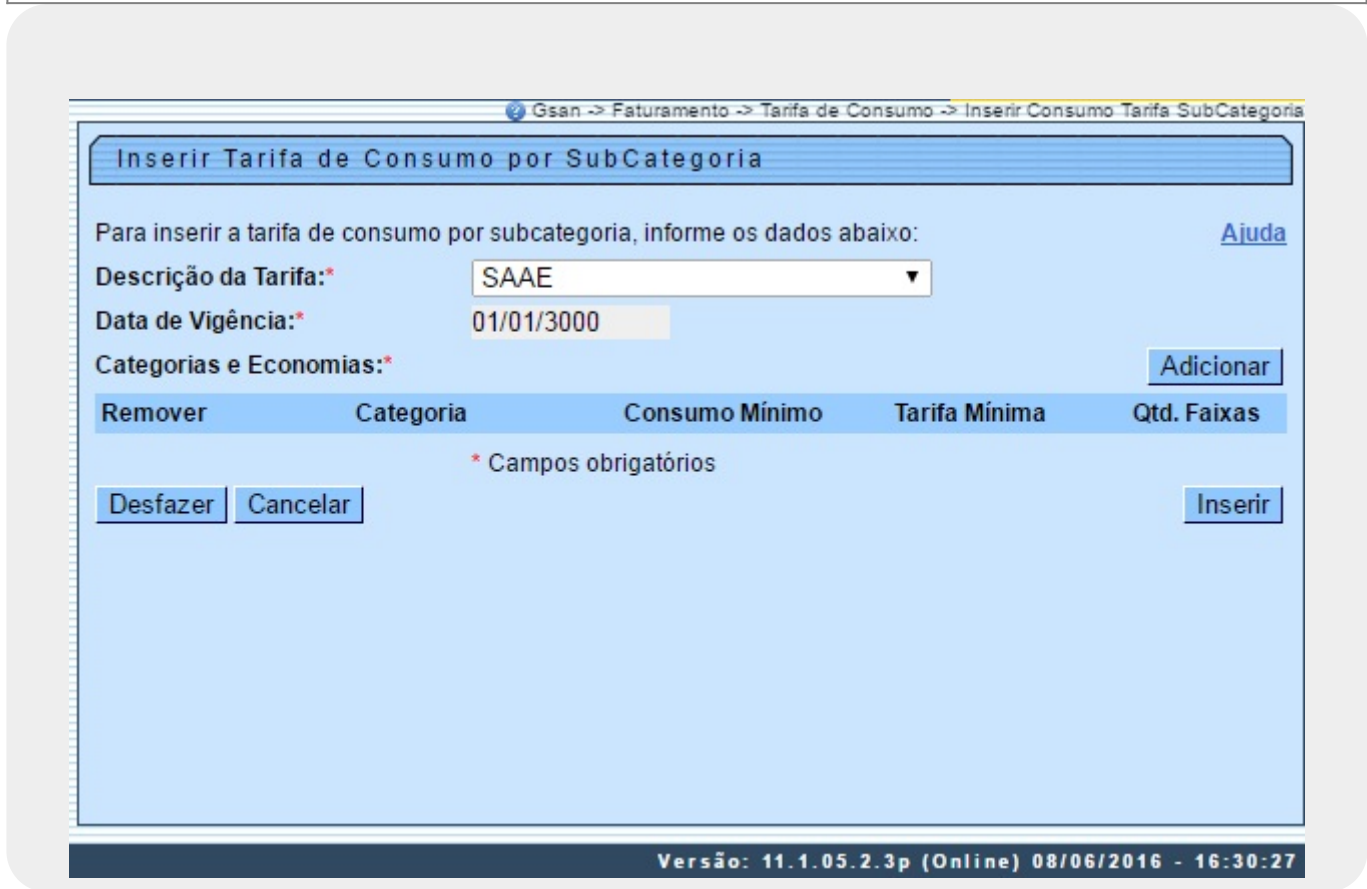 Gsan -> Faturamento -> Tarifa de Consumo -> Inserir Consumo Tarifa SubCategoria
Inserir Tarifa de Consumo por SubCategoria
Para inserir a tarifa de consumo por subcategoria, informe os dados abaixo: Ajuda
Descrição da Tarifa:* SAAE
Data de Vigência:* 01/01/3000
Categorias e Economias:* Adicionar
Remover Categoria Consumo Mínimo Tarifa Mínima Qtd. Faixas
* Campos obrigatórios
Desfazer Cancelar Inserir
Versão: 11.1.05.2.3p (Online) 08/06/2016 - 16:30:27